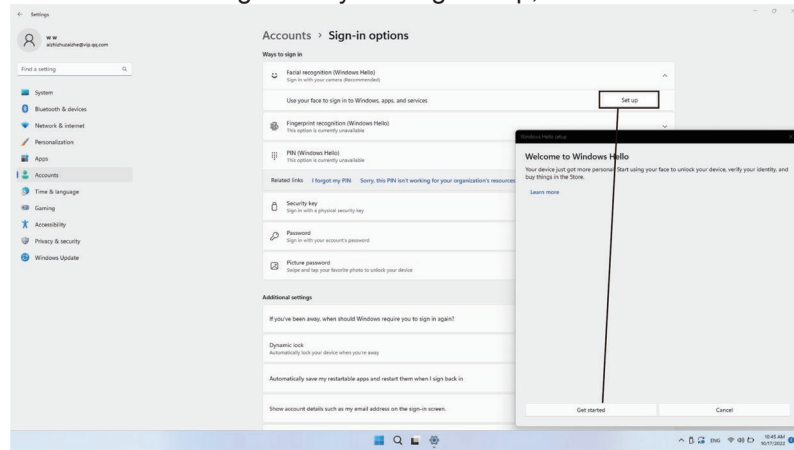 Settings
w w
aizhizhuaizhe@vip.qq.com
Find a setting
System
Bluetooth & devices
Network & internet
Personalization
Apps
Accounts
Time & language
Gaming
Accessibility
Privacy & security
Windows Update
Accounts > Sign-in options
Ways to sign in
Facial recognition (Windows Hello)
Sign in with your camera (Recommended)
Use your face to sign in to Windows, apps, and services
Set up
Fingerprint recognition (Windows Hello)
This option is currently unavailable
PIN (Windows Hello)
This option is currently unavailable
Related links I forgot my PIN Sorry, this PIN isn't working for your organization's resources
Security key
Sign in with a physical security key
Password
Sign in with your account's password
Picture password
Swipe and tap your favorite photo to unlock your device
Additional settings
If you've been away, when should Windows require you to sign in again?
Dynamic lock
Automatically lock your device when you're away
Automatically save my restartable apps and restart them when I sign back in
Show account details such as my email address on the sign-in screen.
Windows Hello setup
Welcome to Windows Hello
Your device just got more personal. Start using your face to unlock your device, verify your identity, and
buy things in the Store.
Learn more
Get started
Cancel
ENG
10:45 AM
10/17/2022